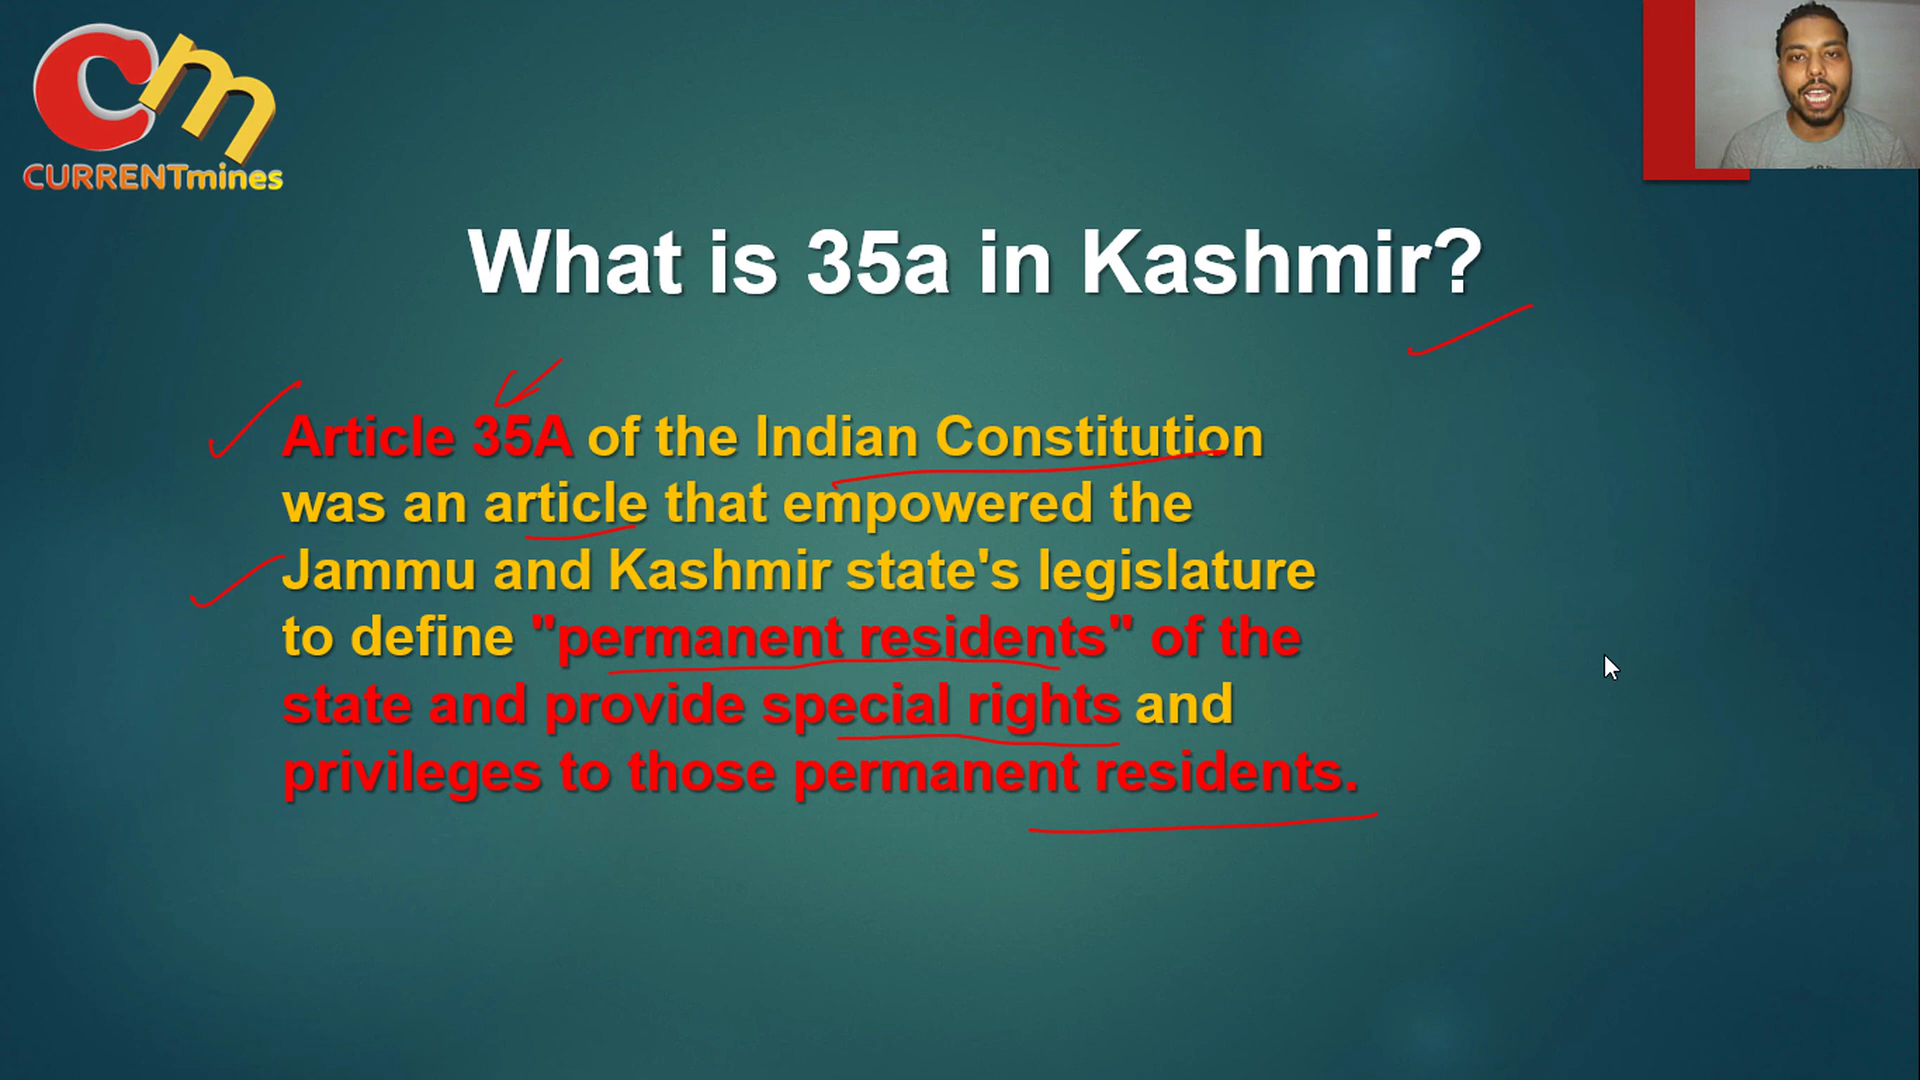 cm
CURRENTmines
What is 35a in Kashmir?
Article 35A of the Indian Constitution
was an article that empowered the
Jammu and Kashmir state's legislature
to define "permanent residents" of the
state and provide special rights and
privileges to those permanent residents.